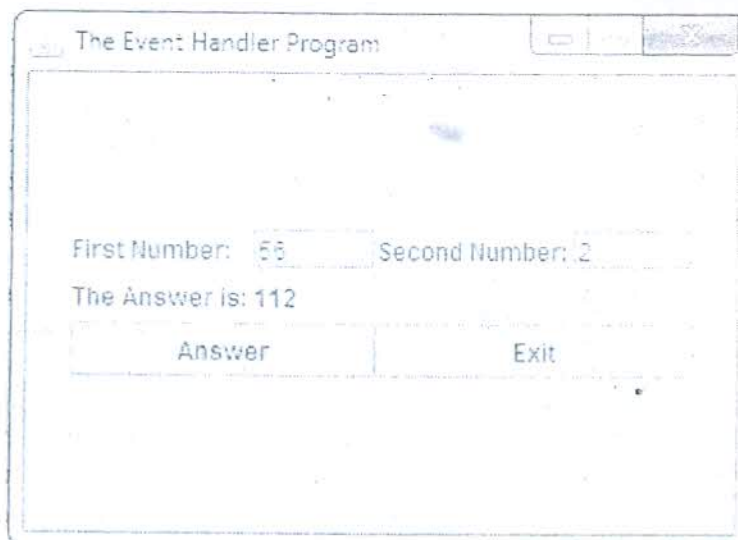 The Event Handler Program
First Number: 56 Second Number: 2
The Answer is: 112
Answer Exit